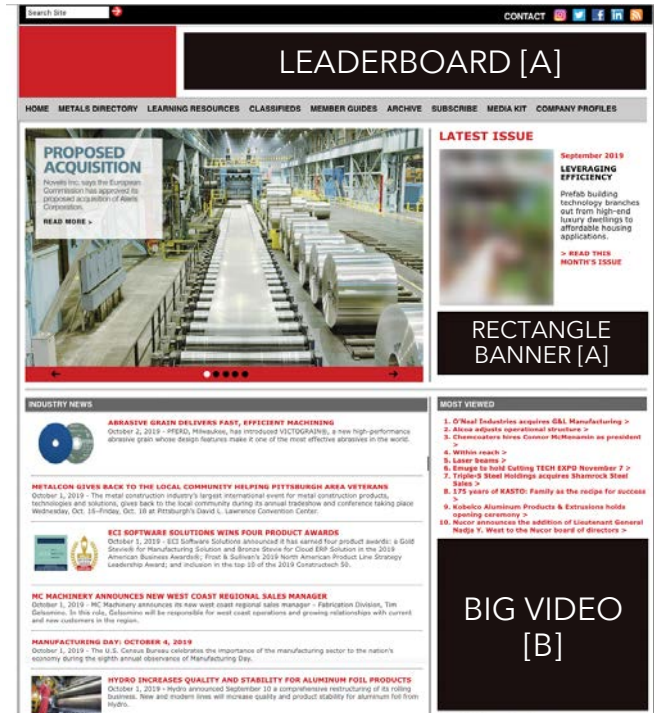 Search Site
CONTACT
LEADERBOARD [A]
HOME METALS DIRECTORY LEARNING RESOURCES CLASSIFIEDS MEMBER GUIDES ARCHIVE SUBSCRIBE MEDIA KIT COMPANY PROFILES
PROPOSED
ACQUISITION
Novelis Inc. says the European
Commission has approved its
proposed acquisition of Aleris
Corporation.
READ MORE >
LATEST ISSUE
September 2019
LEVERAGING
EFFICIENCY
Prefab building
technology branches
out from high-end
luxury dwellings to
affordable housing
applications.
> READ THIS
MONTH'S ISSUE
RECTANGLE
BANNER [A]
INDUSTRY NEWS
ABRASIVE GRAIN DELIVERS FAST, EFFICIENT MACHINING
October 2, 2019 - PFERD, Milwaukee, has introduced VICTOGRAIN®, a new high-performance
abrasive grain whose design features make it one of the most effective abrasives in the world.
METALCON GIVES BACK TO THE LOCAL COMMUNITY HELPING PITTSBURGH AREA VETERANS
October 1, 2019 - The metal construction industry's largest international event for metal construction products,
technologies and solutions, gives back to the local community during its annual tradeshow and conference taking place
Wednesday, Oct. 16–Friday, Oct. 18 at Pittsburgh's David L. Lawrence Convention Center.
ECI SOFTWARE SOLUTIONS WINS FOUR PRODUCT AWARDS
October 1, 2019 - ECI Software Solutions announced it has earned four product awards: a Gold
Stevie® for Manufacturing Solution and Bronze Stevie for Cloud ERP Solution in the 2019
American Business Awards®; Frost & Sullivan's 2019 North American Product Line Strategy
Leadership Award; and inclusion in the top 10 of the 2019 Constructech 50.
MC MACHINERY ANNOUNCES NEW WEST COAST REGIONAL SALES MANAGER
October 1, 2019 - MC Machinery announces its new west coast regional sales manager - Fabrication Division, Tim
Gelsomino. In this role, Gelsomino will be responsible for west coast operations and growing relationships with current
and new customers in the region.
MANUFACTURING DAY: OCTOBER 4, 2019
October 1, 2019 - The U.S. Census Bureau celebrates the importance of the manufacturing sector to the nation's
economy during the eighth annual observance of Manufacturing Day.
HYDRO INCREASES QUALITY AND STABILITY FOR ALUMINUM FOIL PRODUCTS
October 1, 2019 - Hydro announced September 10 a comprehensive restructuring of its rolling
business. New and modern lines will increase quality and product stability for aluminum foil from
Hydro.
MOST VIEWED
1. O'Neal Industries acquires G&L Manufacturing >
2. Alcoa adjusts operational structure >
3. Chemcoaters hires Connor McMenamin as president
>
4. Within reach >
5. Laser beams >
6. Emuge to hold Cutting TECH EXPO November 7 >
7. Triple-S Steel Holdings acquires Shamrock Steel
Sales >
8. 175 years of KASTO: Family as the recipe for success
>
9. Kobelco Aluminum Products & Extrusions holds
opening ceremony >
10. Nucor announces the addition of Lieutenant General
Nadja Y. West to the Nucor board of directors >
BIG VIDEO
[B]